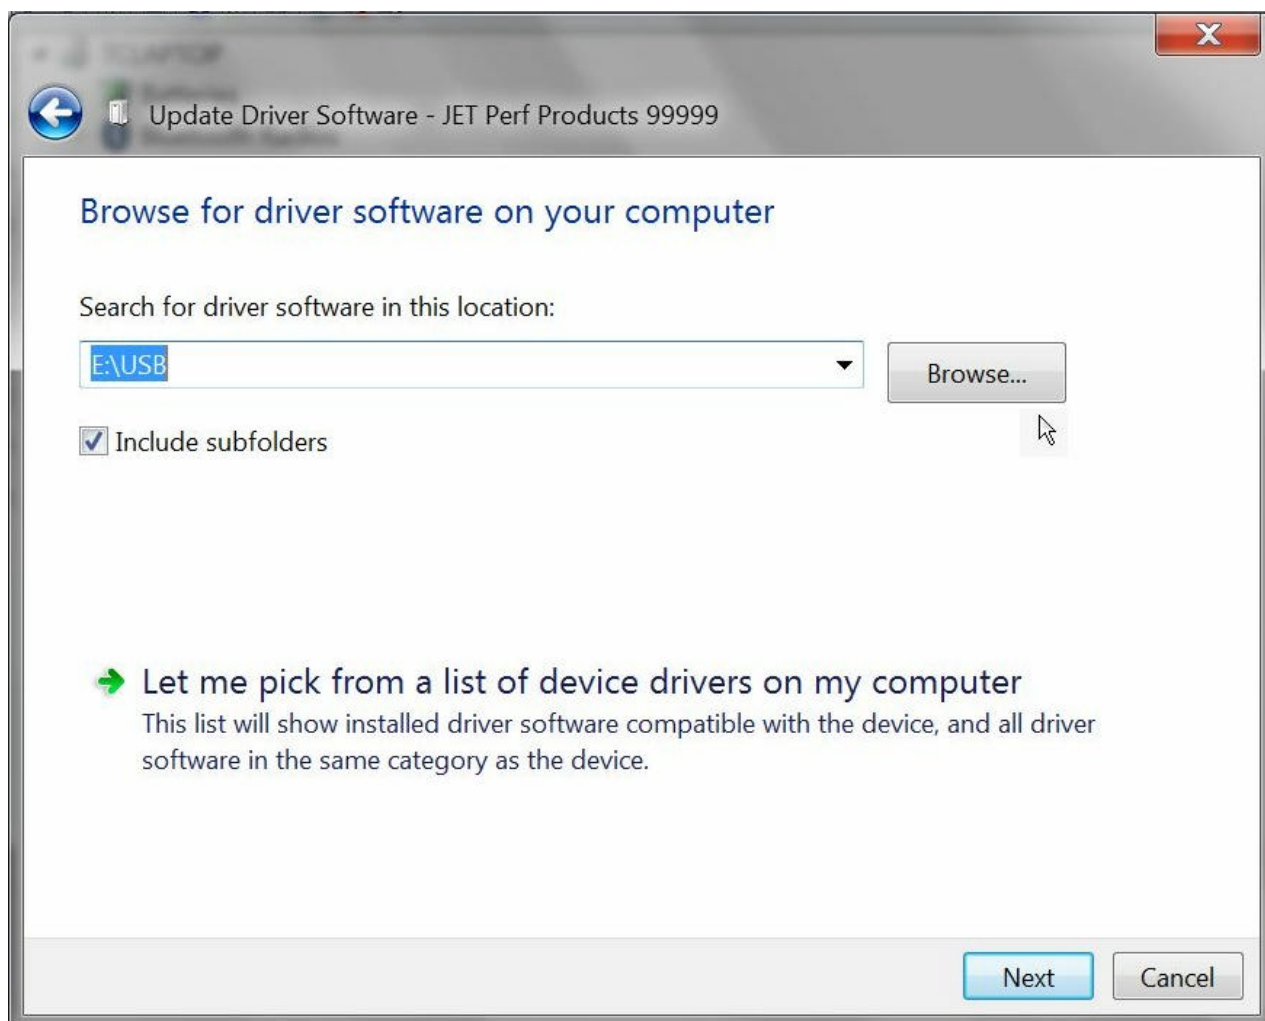 Update Driver Software - JET Perf Products 99999
Browse for driver software on your computer
Search for driver software in this location:
E:\USB
Browse...
Include subfolders
Let me pick from a list of device drivers on my computer
This list will show installed driver software compatible with the device, and all driver
software in the same category as the device.
Next
Cancel